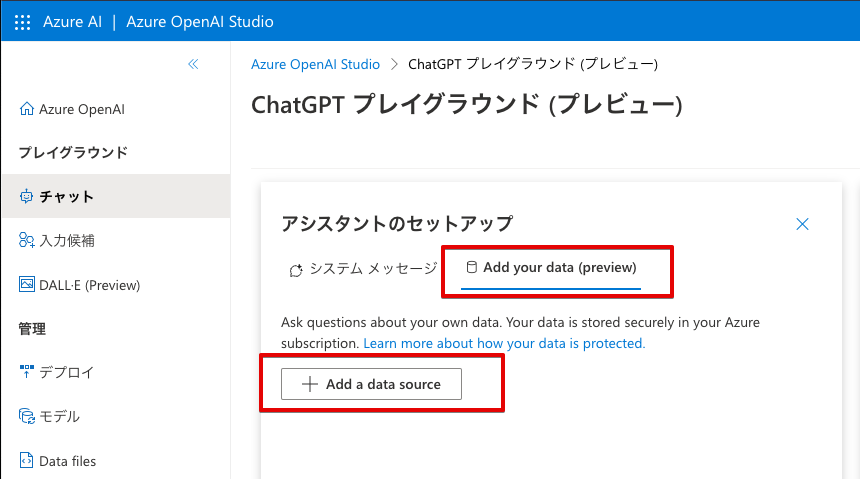 Azure AI | Azure OpenAI Studio
Azure OpenAI Studio > ChatGPT プレイグラウンド (プレビュー)
ChatGPT プレイグラウンド (プレビュー)
Azure OpenAI
プレイグラウンド
チャット
入力候補
DALL·E (Preview)
管理
デプロイ
モデル
Data files
アシスタントのセットアップ
システム メッセージ
Add your data (preview)
Ask questions about your own data. Your data is stored securely in your Azure
subscription. Learn more about how your data is protected.
Add a data source